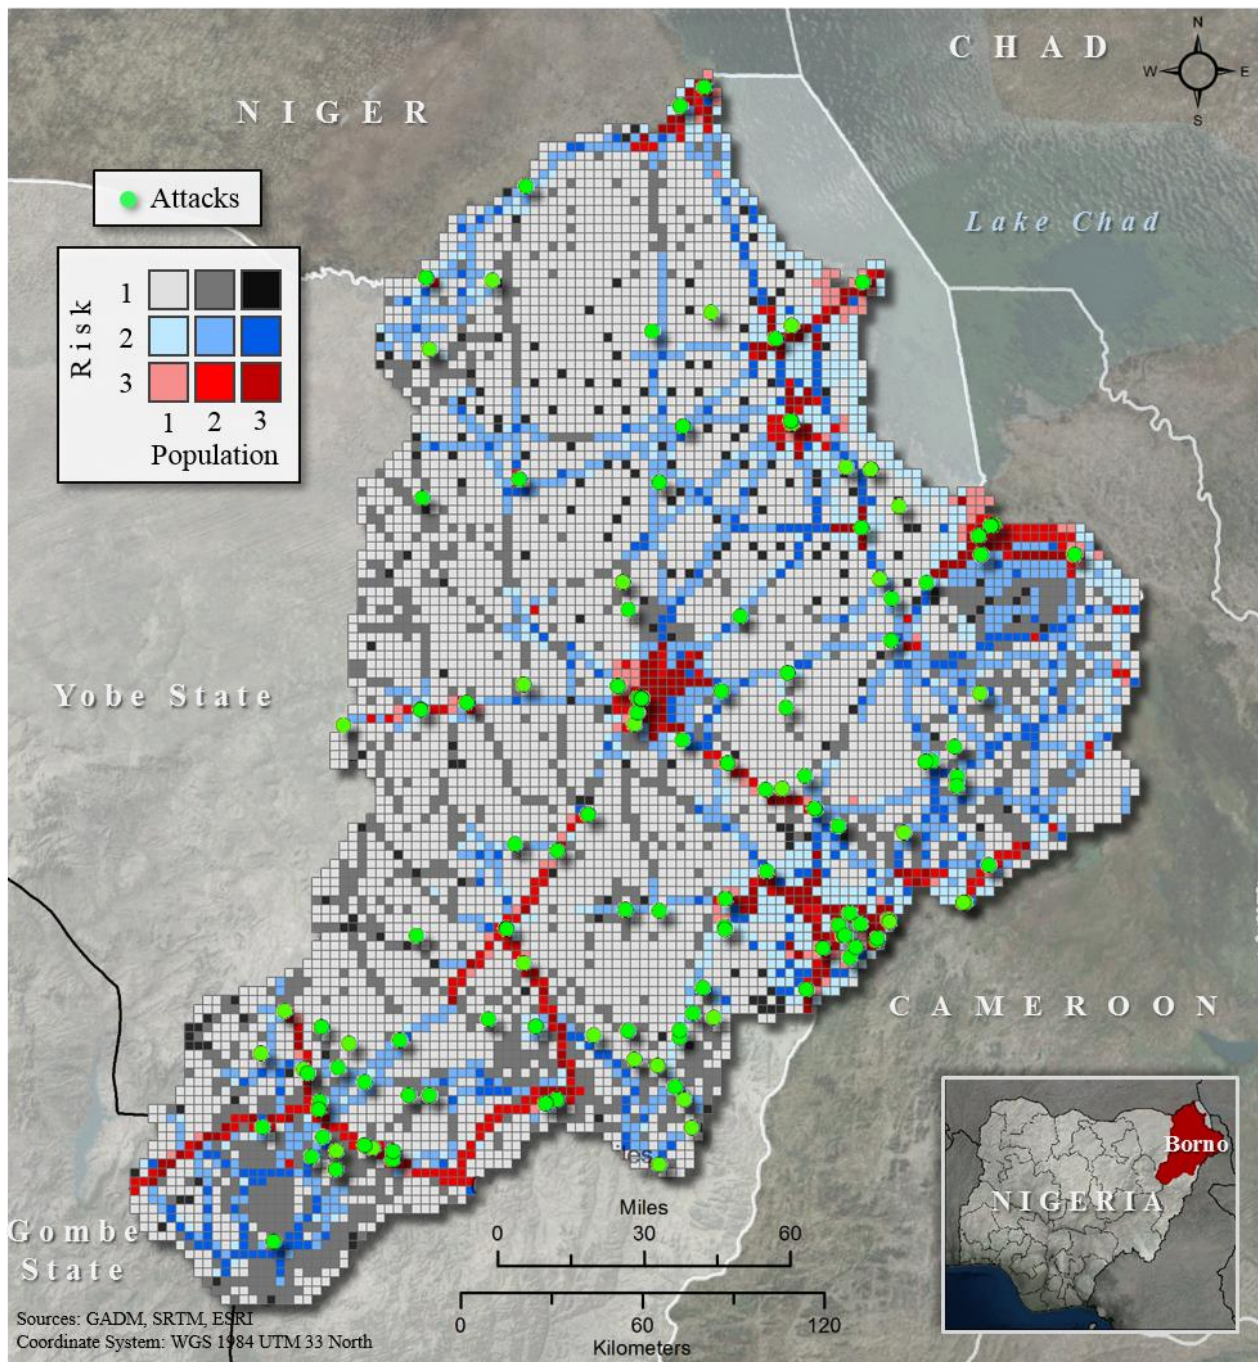 CHAD
N
W E
S
NIGER
Attacks
Lake Chad
Risk
1
2
3
1 2 3
Population
Yobe State
CAMEROON
Borno
NIGERIA
Miles
0 30 60
Gombe
State
Sources: GADM, SRTM, ESRI
Coordinate System: WGS 1984 UTM 33 North
0 60 120
Kilometers